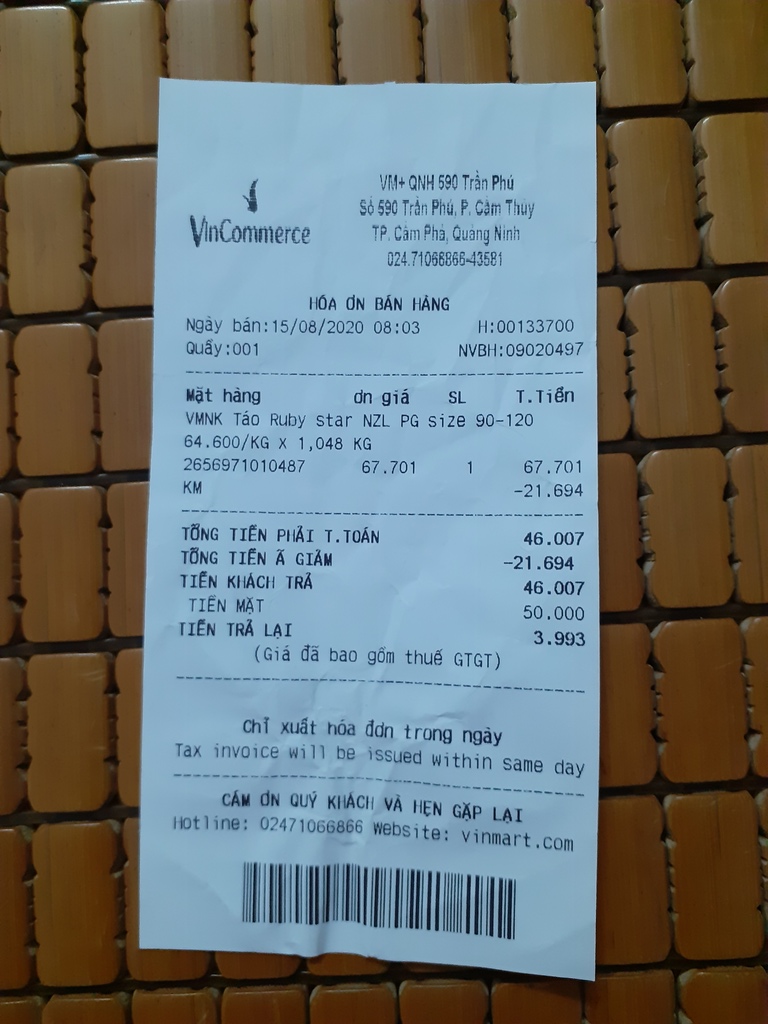 VinCommerce
VM+ QNH 590 Trần Phú
Số 590 Trần Phú, P. Cẩm Thủy
TP. Cẩm Phả, Quảng Ninh
024.71066866-43581
HÓA ƠN BÁN HÀNG
Ngày bán:15/08/2020 08:03 H:00133700
Quầy:001 NVBH:09020497
Mặt hàng ơn giá SL T.Tiền
VMNK Táo Ruby star NZL PG size 90-120
64.600/KG X 1,048 KG
2656971010487 67.701 1 67.701
KM -21.694
TỔNG TIỀN PHẢI T.TOÁN 46.007
TỔNG TIỀN Ã GIẢM -21.694
TIỀN KHÁCH TRẢ 46.007
TIỀN MẶT 50.000
TIỀN TRẢ LẠI 3.993
(Giá đã bao gồm thuế GTGT)
Chỉ xuất hóa đơn trong ngày
Tax invoice will be issued within same day
CẢM ƠN QUÝ KHÁCH VÀ HẸN GẶP LẠI
Hotline: 02471066866 Website: vinmart.com